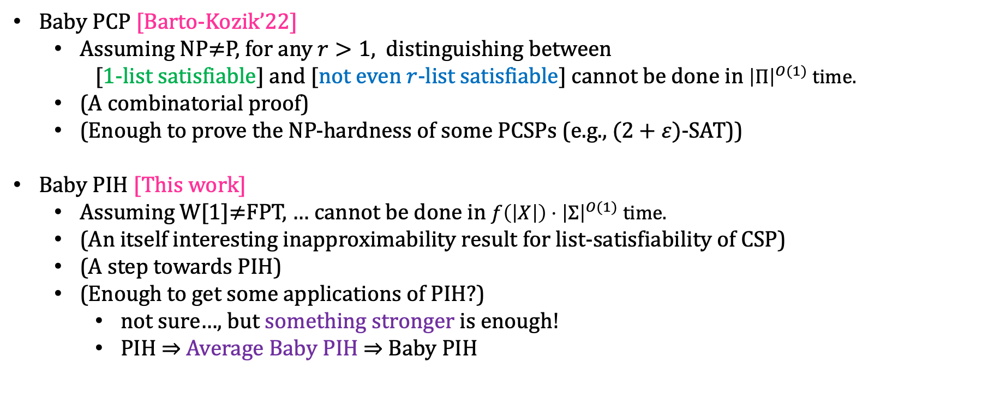 • Baby PCP [Barto-Kozik’22]
• Assuming NP≠P, for any r > 1, distinguishing between
[1-list satisfiable] and [not even r-list satisfiable] cannot be done in |Π|^O(1) time.
• (A combinatorial proof)
• (Enough to prove the NP-hardness of some PCSPs (e.g., (2 + ε)-SAT))
• Baby PIH [This work]
• Assuming W[1]≠FPT, … cannot be done in f(|X|) · |Σ|^O(1) time.
• (An itself interesting inapproximability result for list-satisfiability of CSP)
• (A step towards PIH)
• (Enough to get some applications of PIH?)
• not sure…, but something stronger is enough!
• PIH ⇒ Average Baby PIH ⇒ Baby PIH